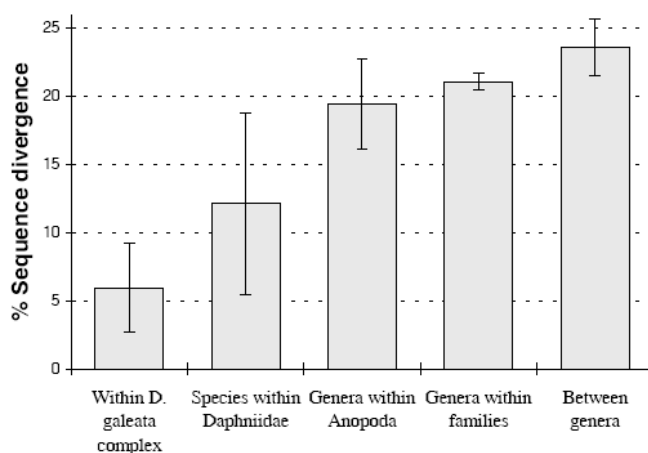 % Sequence divergence
25
20
15
10
5
0
Within D.
galeata
complex
Species within
Daphniidae
Genera within
Anopoda
Genera within
families
Between
genera